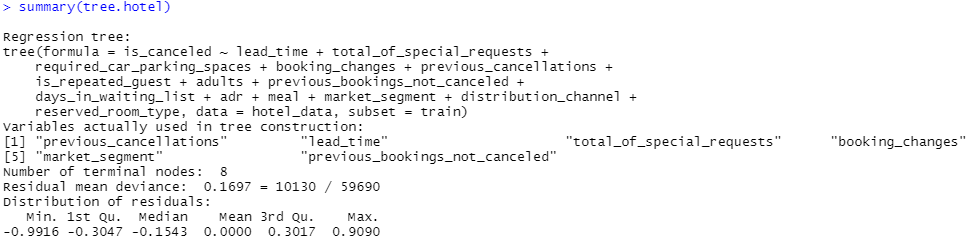 > summary(tree.hotel)
Regression tree:
tree(formula = is_canceled ~ lead_time + total_of_special_requests +
    required_car_parking_spaces + booking_changes + previous_cancellations +
    is_repeated_guest + adults + previous_bookings_not_canceled +
    days_in_waiting_list + adr + meal + market_segment + distribution_channel +
    reserved_room_type, data = hotel_data, subset = train)
Variables actually used in tree construction:
[1] "previous_cancellations"         "lead_time"                      "total_of_special_requests"      "booking_changes"
[5] "market_segment"                 "previous_bookings_not_canceled"
Number of terminal nodes:  8
Residual mean deviance:  0.1697 = 10130 / 59690
Distribution of residuals:
   Min. 1st Qu.  Median    Mean 3rd Qu.    Max.
-0.9916 -0.3047 -0.1543  0.0000  0.3017  0.9090